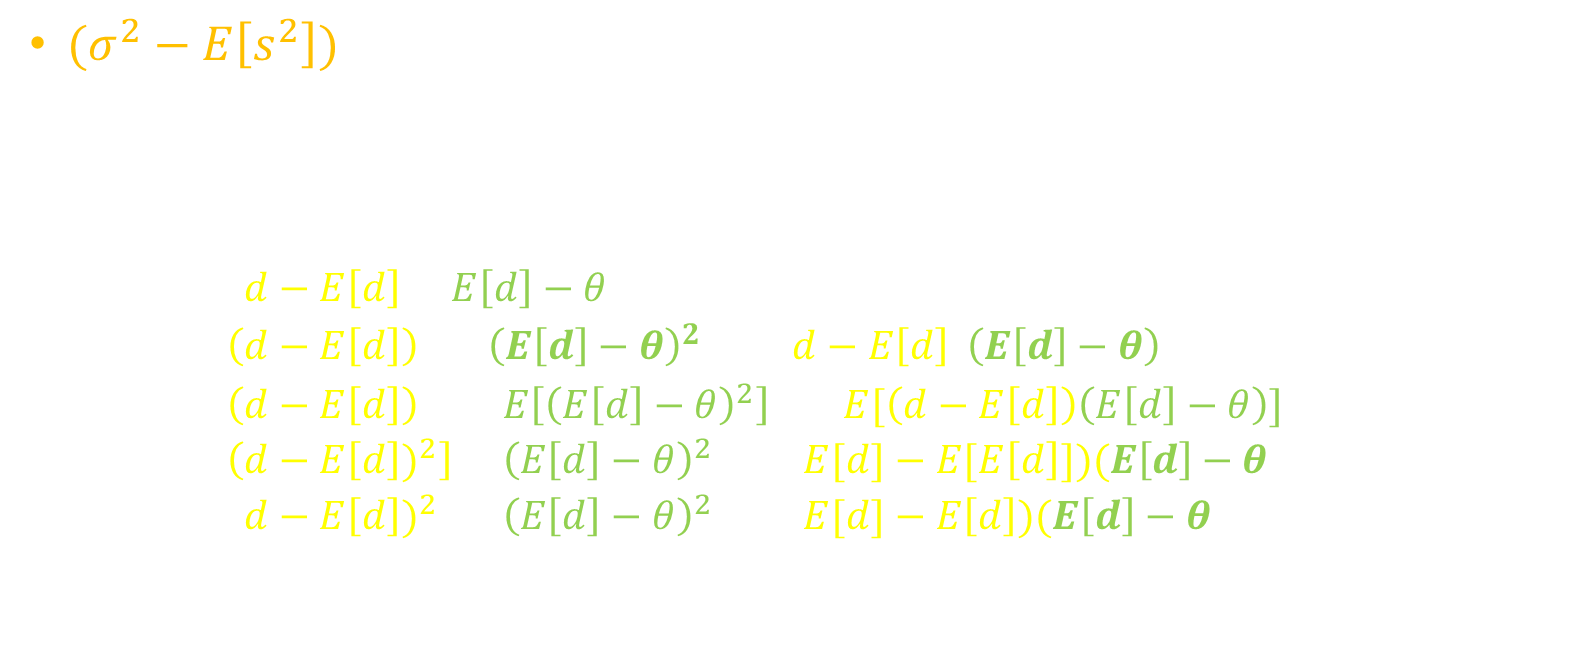 • (σ² − E[s²])
d − E[d] E[d] − θ
(d − E[d]) (E[d] − θ)² d − E[d] (E[d] − θ)
(d − E[d]) E[(E[d] − θ)²] E[(d − E[d])(E[d] − θ)]
(d − E[d])²] (E[d] − θ)² E[d] − E[E[d]])(E[d] − θ
d − E[d])² (E[d] − θ)² E[d] − E[d])(E[d] − θ